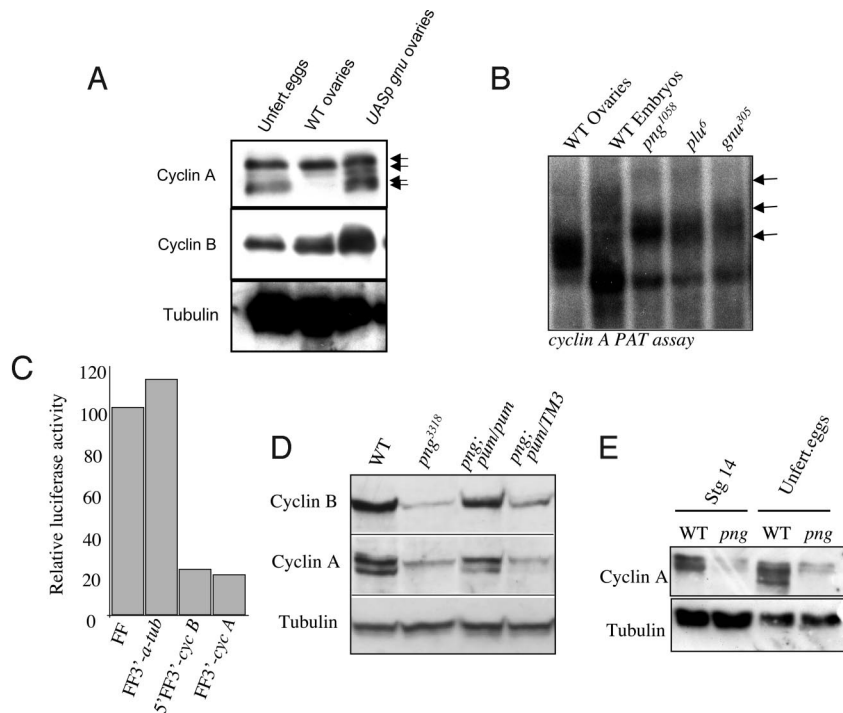 A
Unfert.eggs
WT ovaries
UASp gnu ovaries
Cyclin A
Cyclin B
Tubulin
B
WT Ovaries
WT Embryos
png1058
plu6
gnu305
cyclin A PAT assay
C
Relative luciferase activity
120
100
80
60
40
20
0
FF
FF3'-a-tub
5'FF3'-cyc B
FF3'-cyc A
D
WT
png3318
png;
pum/pum
png;
pum/TM3
Cyclin B
Cyclin A
Tubulin
E
Stg 14
Unfert.eggs
WT png WT png
Cyclin A
Tubulin